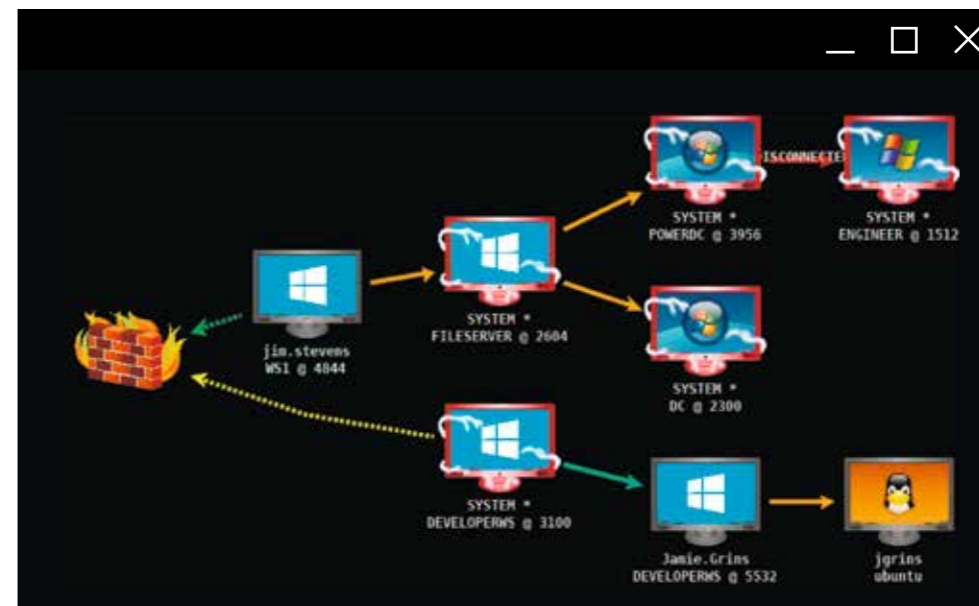 SYSTEM *
POWERDC @ 3956
ISCONNECTE
SYSTEM *
ENGINEER @ 1512
SYSTEM *
FILESERVER @ 2604
jim.stevens
WS1 @ 4844
SYSTEM *
DC @ 2300
SYSTEM *
DEVELOPERWS @ 3100
Jamie.Grins
DEVELOPERWS @ 5532
jgrins
ubuntu